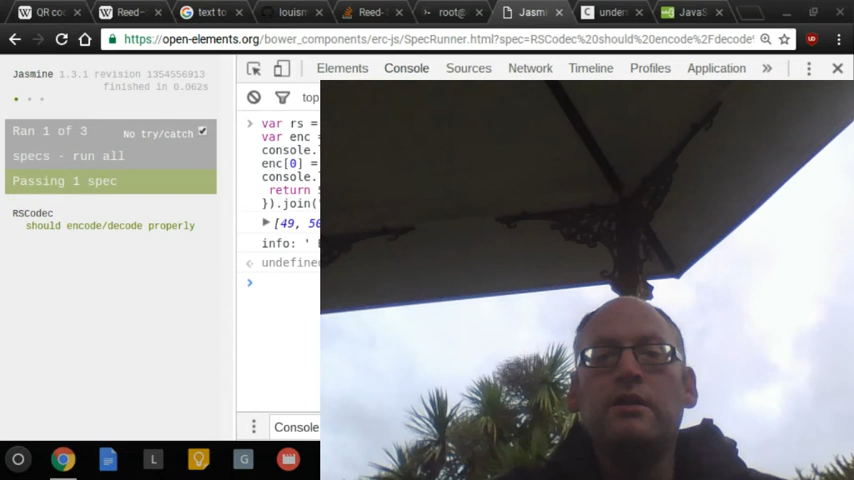 QR co
Reed-
text to
louism
Reed-
root@
Jasmi
under
JavaS
https://open-elements.org/bower_components/erc-js/SpecRunner.html?spec=RSCodec%20should%20encode%2Fdecode
Jasmine 1.3.1 revision 1354556913
finished in 0.062s
Ran 1 of 3 No try/catch
specs - run all
Passing 1 spec
RSCodec
should encode/decode properly
Elements Console Sources Network Timeline Profiles Application
top
var rs =
var enc =
console.
enc[0] =
console.
return
}).join(
[49, 50
info: '
undefined
Console
L
G